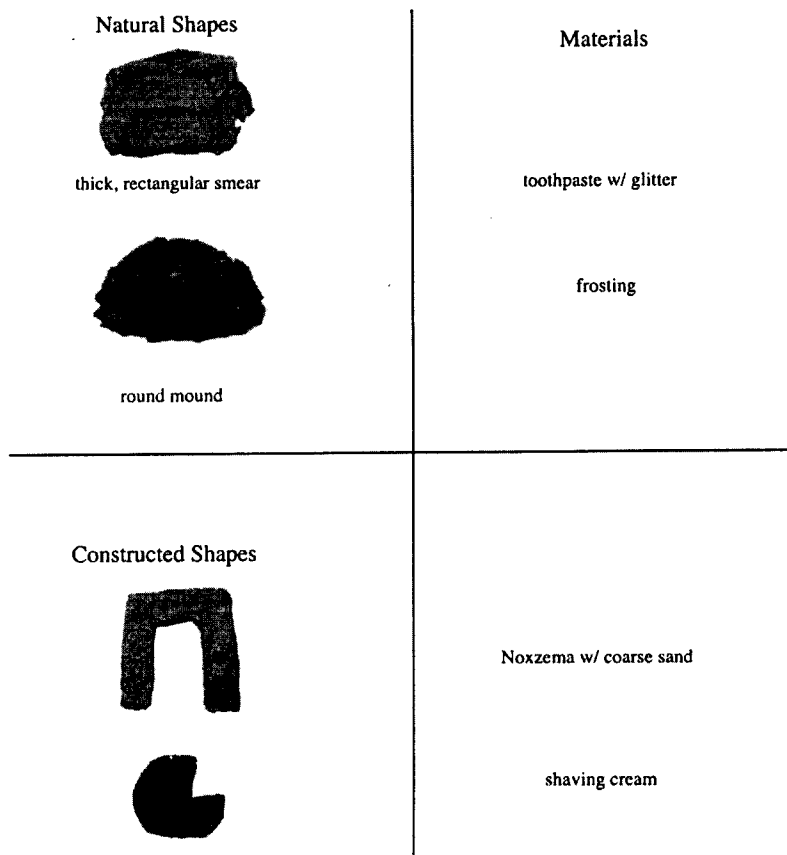 Natural Shapes
Materials
thick, rectangular smear
toothpaste w/ glitter
frosting
round mound
Constructed Shapes
Noxzema w/ coarse sand
shaving cream